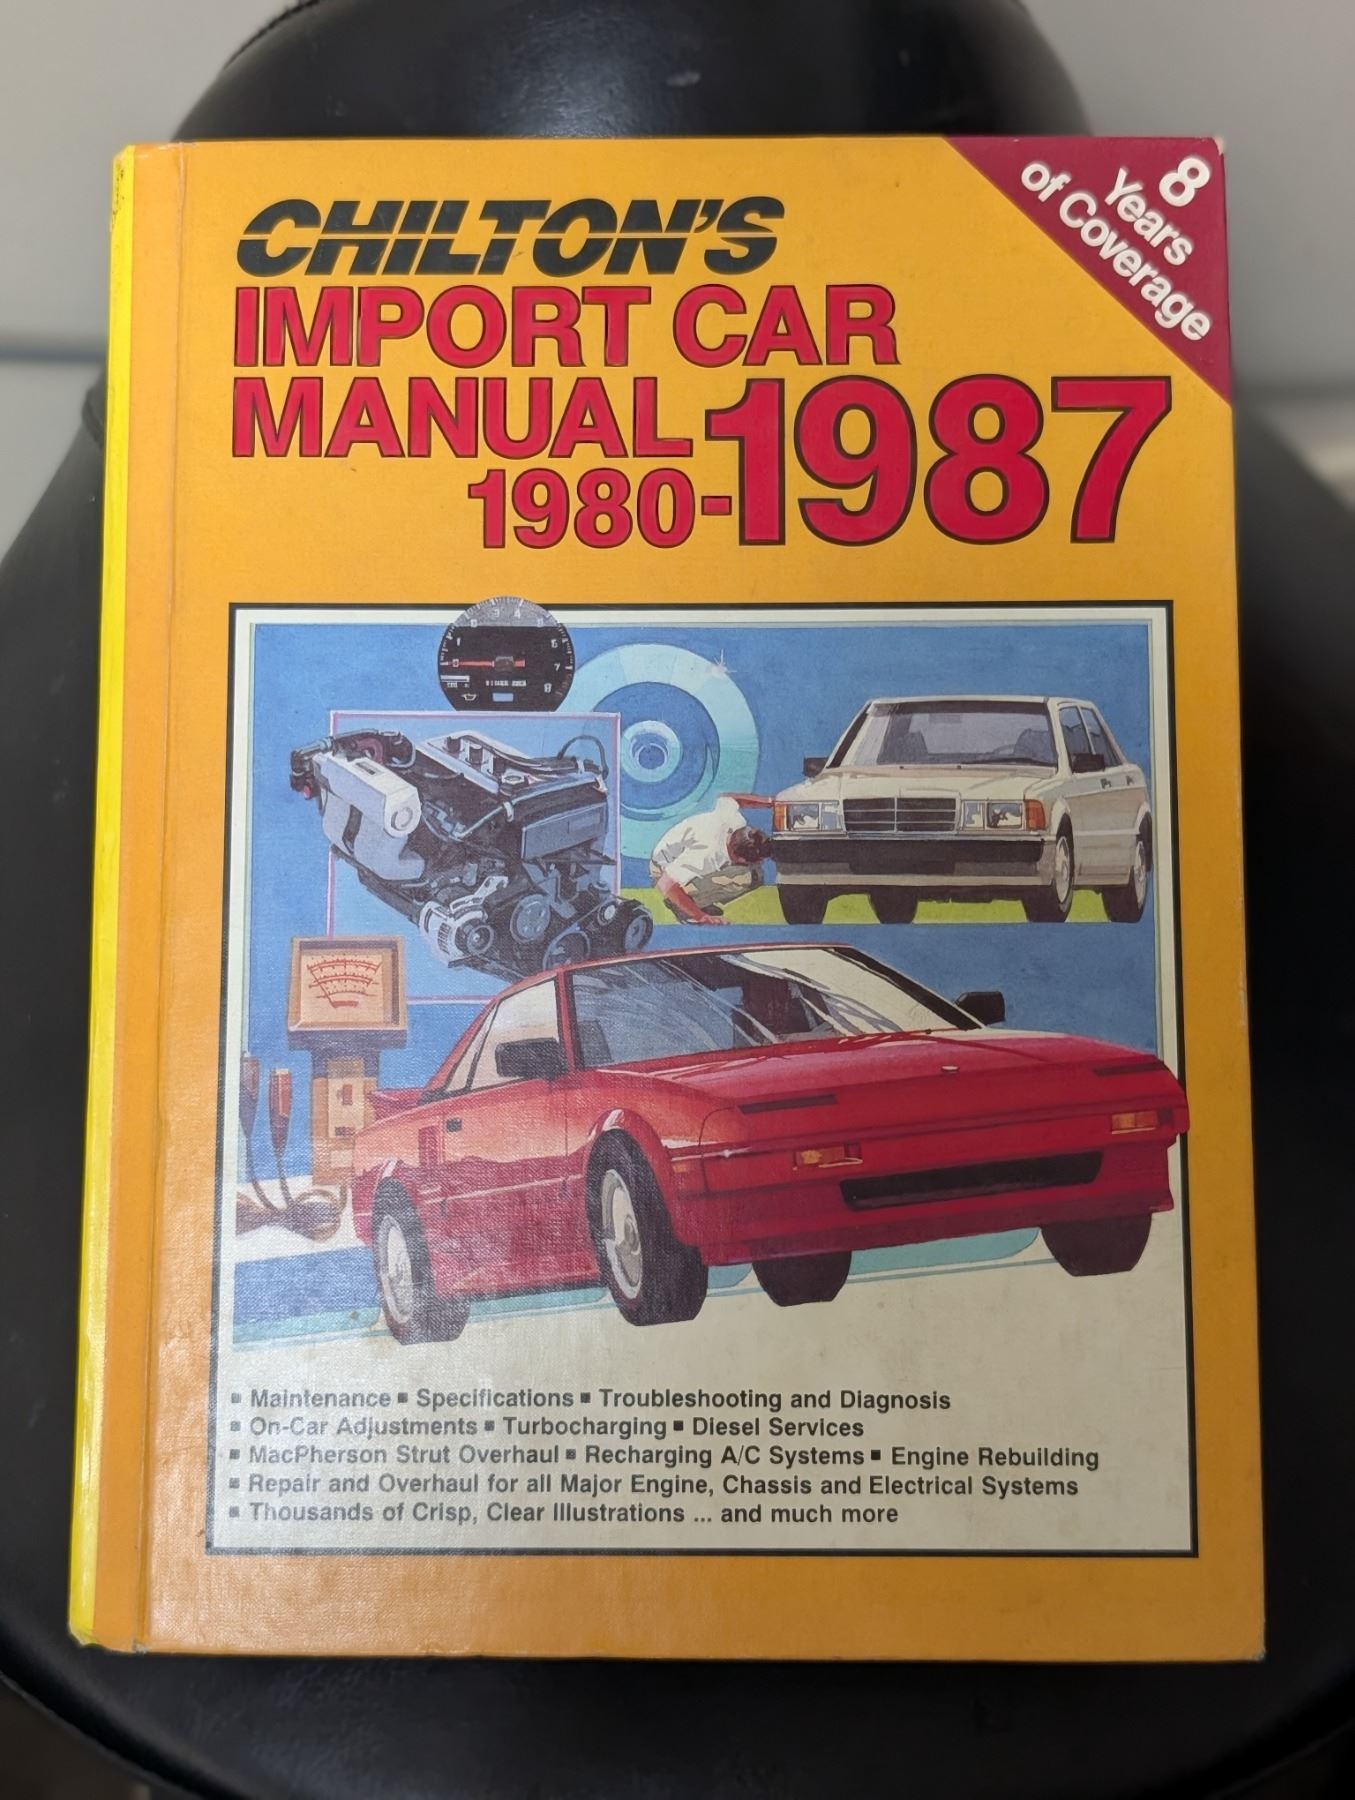 8
Years
of Coverage
CHILTON'S
IMPORT CAR
MANUAL
1980-1987
■ Maintenance ■ Specifications ■ Troubleshooting and Diagnosis
■ On-Car Adjustments ■ Turbocharging ■ Diesel Services
■ MacPherson Strut Overhaul ■ Recharging A/C Systems ■ Engine Rebuilding
■ Repair and Overhaul for all Major Engine, Chassis and Electrical Systems
■ Thousands of Crisp, Clear Illustrations ... and much more